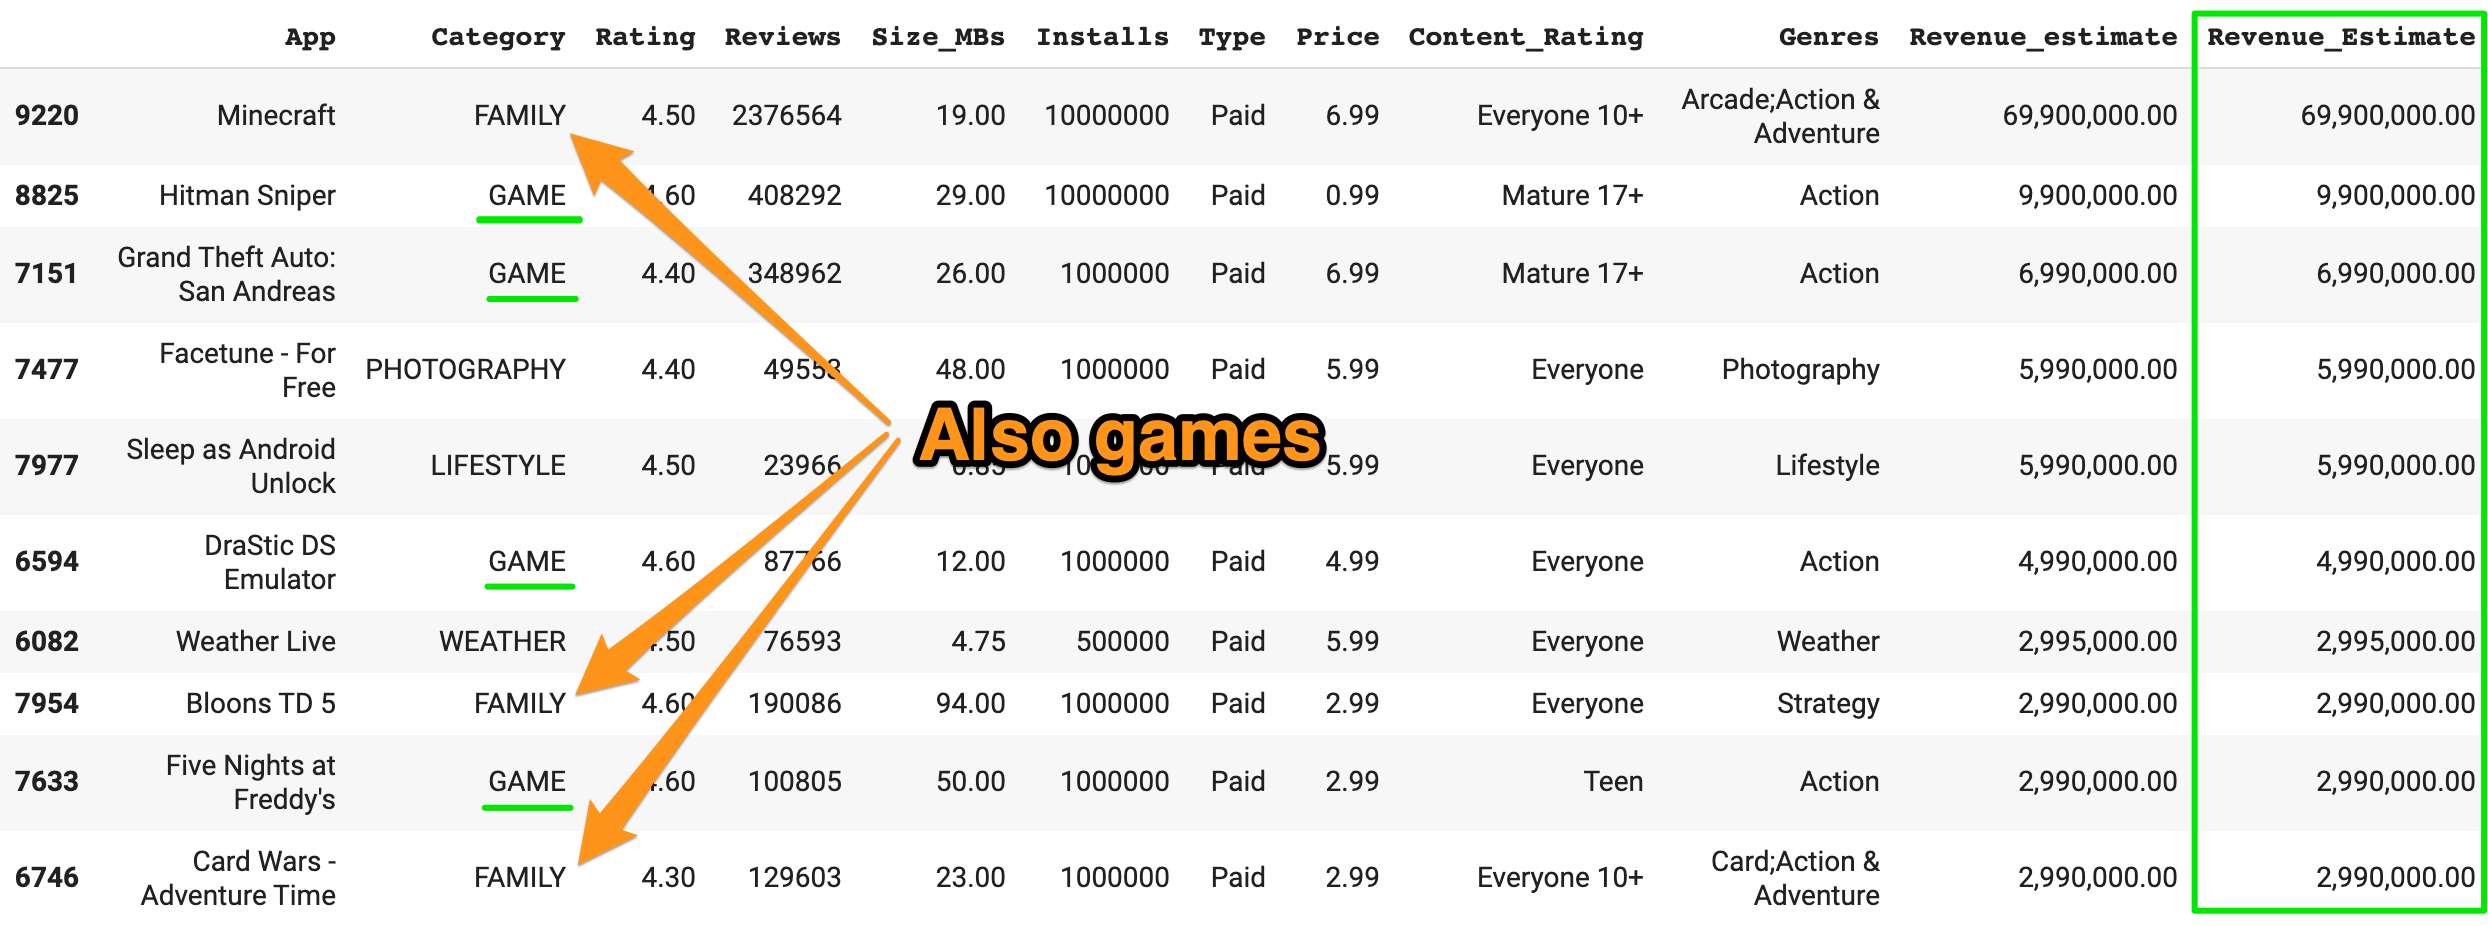 App Category Rating Reviews Size_MBs Installs Type Price Content_Rating Genres Revenue_estimate Revenue_Estimate
Arcade;Action &
9220 Minecraft FAMILY 4.50 2376564 19.00 10000000 Paid 6.99 Everyone 10+ 69,900,000.00 69,900,000.00
Adventure
8825 Hitman Sniper GAME .60 408292 29.00 10000000 Paid 0.99 Mature 17+ Action 9,900,000.00 9,900,000.00
Grand Theft Auto:
7151 GAME 4.40 348962 26.00 1000000 Paid 6.99 Mature 17+ Action 6,990,000.00 6,990,000.00
San Andreas
Facetune - For
7477 PHOTOGRAPHY 4.40 49553 48.00 1000000 Paid 5.99 Everyone Photography 5,990,000.00 5,990,000.00
Free
Also games
Sleep as Android
7977 LIFESTYLE 4.50 23966 Paid 5.99 Everyone Lifestyle 5,990,000.00 5,990,000.00
Unlock
DraStic DS
6594 GAME 4.60 87766 12.00 1000000 Paid 4.99 Everyone Action 4,990,000.00 4,990,000.00
Emulator
6082 Weather Live WEATHER .50 76593 4.75 500000 Paid 5.99 Everyone Weather 2,995,000.00 2,995,000.00
7954 Bloons TD 5 FAMILY 4.60 190086 94.00 1000000 Paid 2.99 Everyone Strategy 2,990,000.00 2,990,000.00
Five Nights at
7633 GAME .60 100805 50.00 1000000 Paid 2.99 Teen Action 2,990,000.00 2,990,000.00
Freddy's
Card Wars - Card;Action &
6746 FAMILY 4.30 129603 23.00 1000000 Paid 2.99 Everyone 10+ 2,990,000.00 2,990,000.00
Adventure Time Adventure